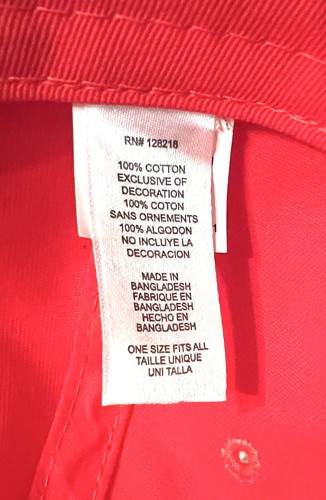 RN# 128218
100% COTTON
EXCLUSIVE OF
DECORATION
100% COTON
SANS ORNEMENTS
100% ALGODON
NO INCLUYE LA
DECORACION
MADE IN
BANGLADESH
FABRIQUE EN
BANGLADESH
HECHO EN
BANGLADESH
ONE SIZE FITS ALL
TAILLE UNIQUE
UNI TALLA